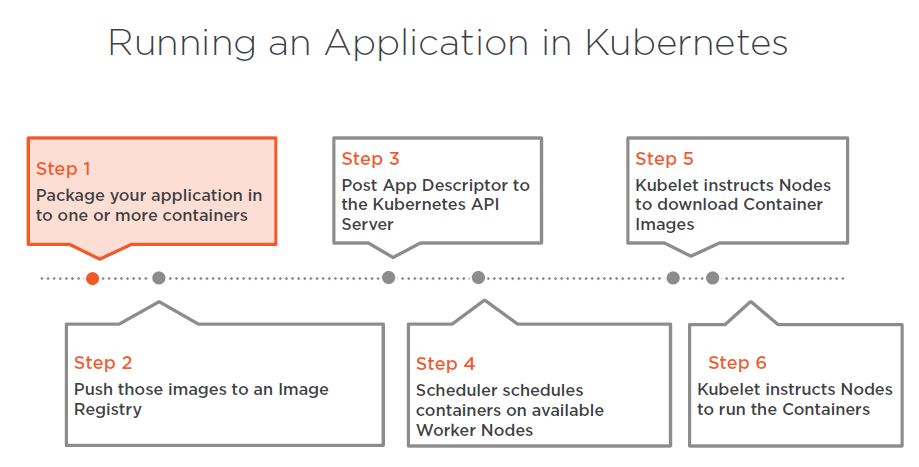 Running an Application in Kubernetes
Step 1
Package your application in
to one or more containers
Step 2
Push those images to an Image
Registry
Step 3
Post App Descriptor to
the Kubernetes API
Server
Step 4
Scheduler schedules
containers on available
Worker Nodes
Step 5
Kubelet instructs Nodes
to download Container
Images
Step 6
Kubelet instructs Nodes
to run the Containers